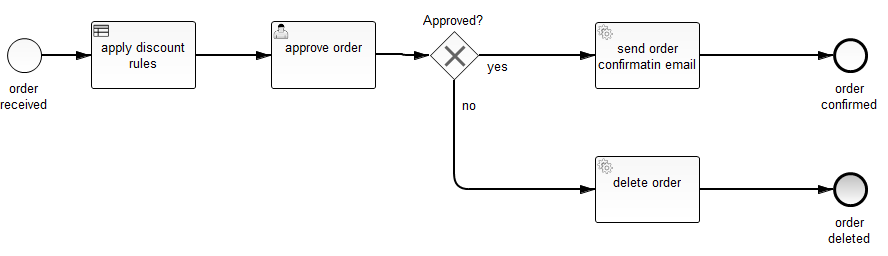 Approved?
apply discount
rules
approve order
send order
confirmatin email
yes
order
received
order
confirmed
no
delete order
order
deleted